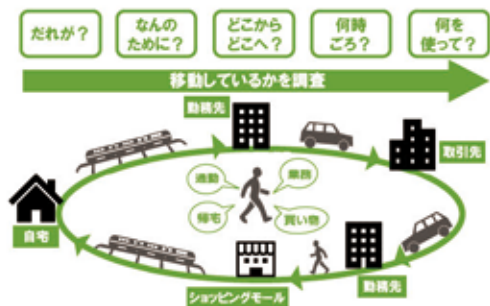 だれが？
なんの
ために？
どこから
どこへ？
何時
ごろ？
何を
使って？
移動しているかを調査
勤務先
取引先
通勤
業務
帰宅
買い物
自宅
勤務先
ショッピングモール